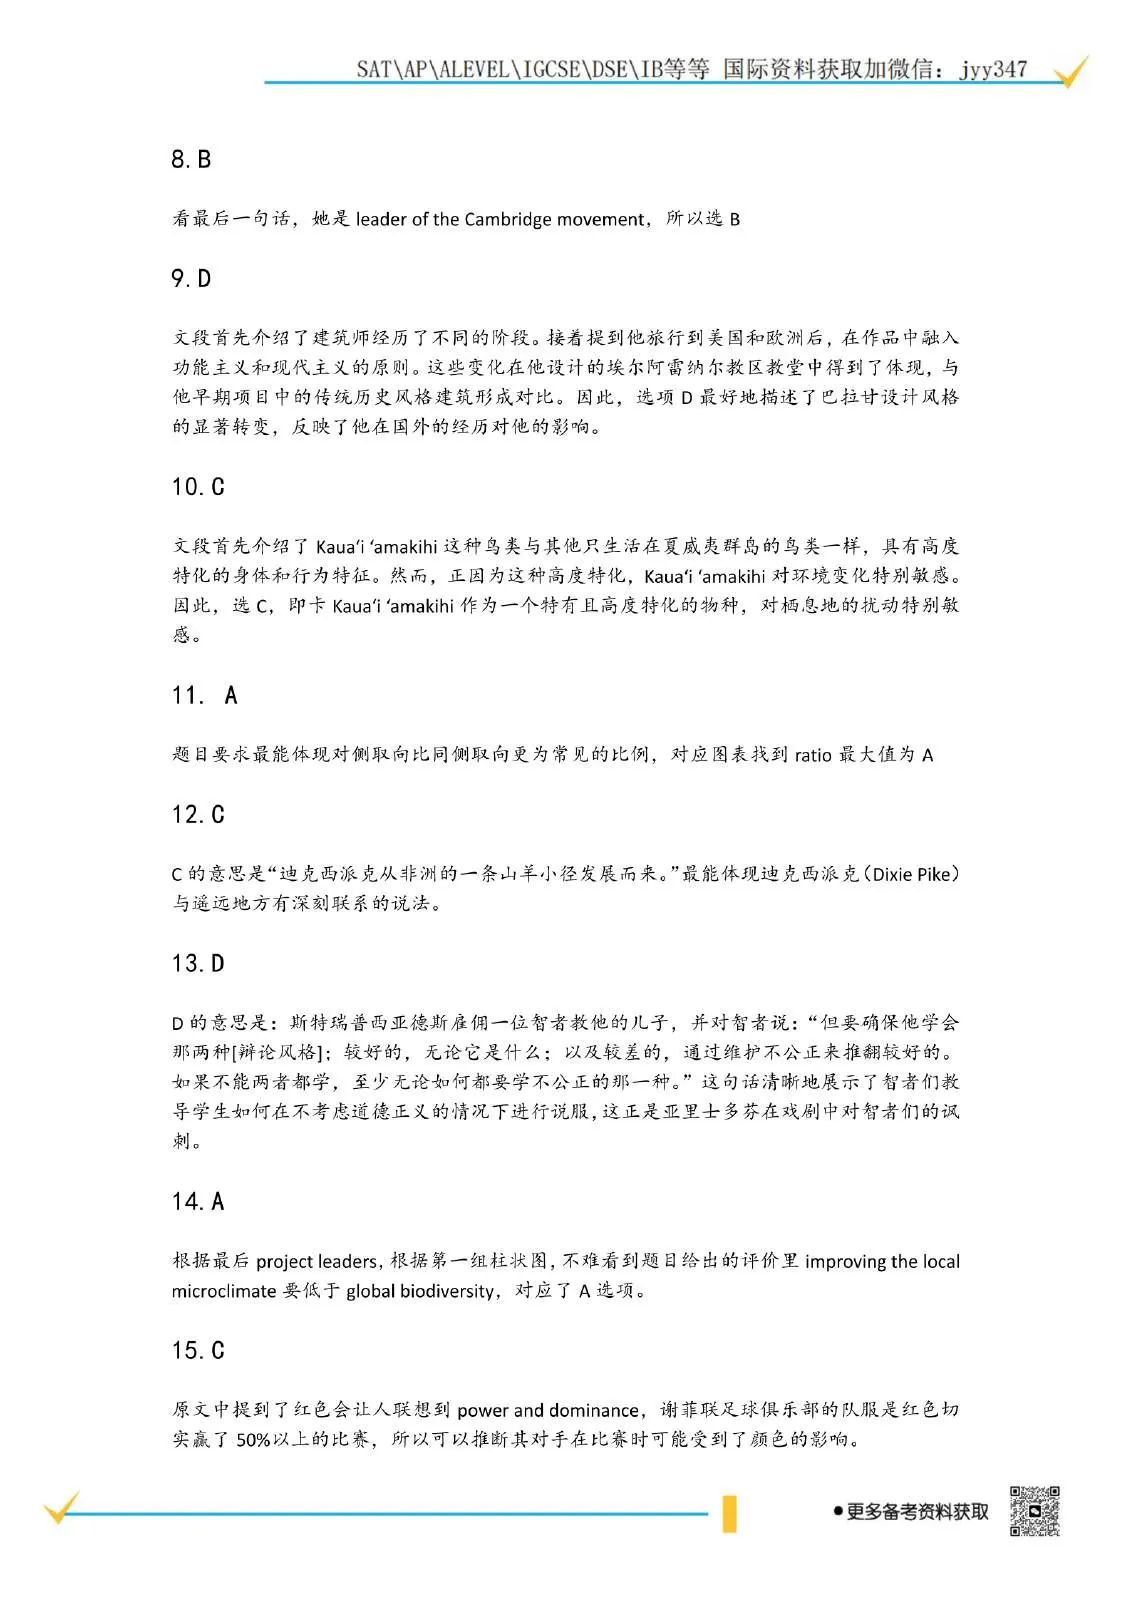 SAT\AP\ALEVEL\IGCSE\DSE\IB等等 国际资料获取加微信：jyy347
8.B
看最后一句话，她是 leader of the Cambridge movement，所以选 B
9.D
文段首先介绍了建筑师经历了不同的阶段。接着提到他旅行到美国和欧洲后，在作品中融入
功能主义和现代主义的原则。这些变化在他设计的埃尔阿雷纳尔教区教堂中得到了体现，与
他早期项目中的传统历史风格建筑形成对比。因此，选项 D 最好地描述了巴拉甘设计风格
的显著转变，反映了他在国外的经历对他的影响。
10.C
文段首先介绍了 Kaua‘i ‘amakihi 这种鸟类与其他只生活在夏威夷群岛的鸟类一样，具有高度
特化的身体和行为特征。然而，正因为这种高度特化，Kaua‘i ‘amakihi 对环境变化特别敏感。
因此，选 C，即卡 Kaua‘i ‘amakihi 作为一个特有且高度特化的物种，对栖息地的扰动特别敏
感。
11. A
题目要求最能体现对侧取向比同侧取向更为常见的比例，对应图表找到 ratio 最大值为 A
12.C
C 的意思是“迪克西派克从非洲的一条山羊小径发展而来。”最能体现迪克西派克（Dixie Pike）
与遥远地方有深刻联系的说法。
13.D
D 的意思是：斯特瑞普西亚德斯雇佣一位智者教他的儿子，并对智者说：“但要确保他学会
那两种[辩论风格]；较好的，无论它是什么；以及较差的，通过维护不公正来推翻较好的。
如果不能两者都学，至少无论如何都要学不公正的那一种。”这句话清晰地展示了智者们教
导学生如何在不考虑道德正义的情况下进行说服，这正是亚里士多芬在戏剧中对智者们的讽
刺。
14.A
根据最后 project leaders，根据第一组柱状图，不难看到题目给出的评价里 improving the local
microclimate 要低于 global biodiversity，对应了 A 选项。
15.C
原文中提到了红色会让人联想到 power and dominance，谢菲联足球俱乐部的队服是红色切
实赢了 50%以上的比赛，所以可以推断其对手在比赛时可能受到了颜色的影响。
●更多备考资料获取